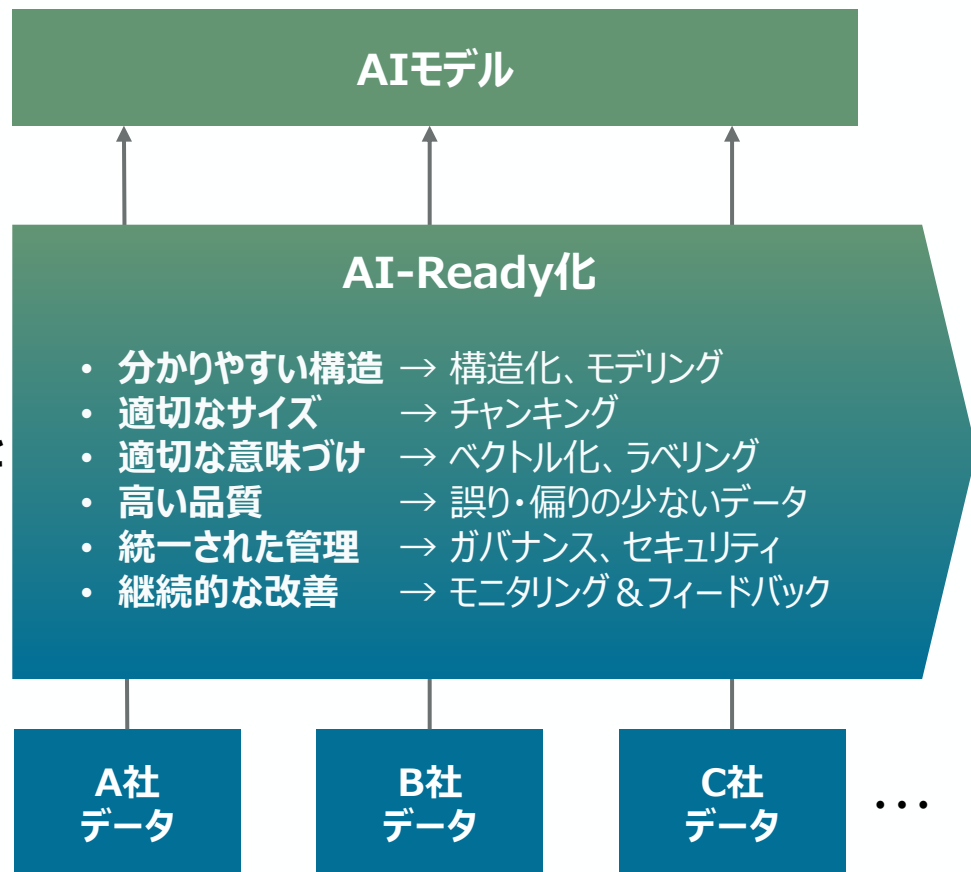 AIモデル
AI-Ready化
• 分かりやすい構造 → 構造化、モデリング
• 適切なサイズ → チャンキング
• 適切な意味づけ → ベクトル化、ラベリング
• 高い品質 → 誤り・偏りの少ないデータ
• 統一された管理 → ガバナンス、セキュリティ
• 継続的な改善 → モニタリング＆フィードバック
A社
データ
B社
データ
C社
データ
・・・